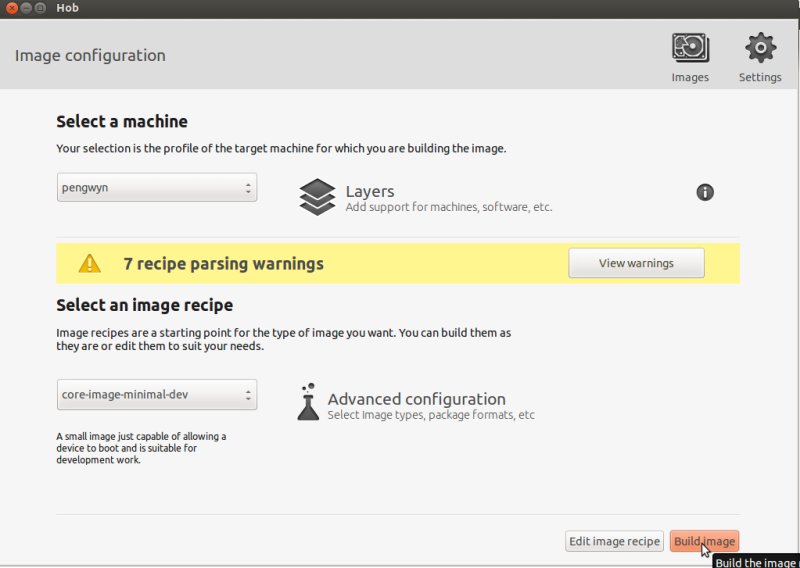 Hob
Image configuration
Images
Settings
Select a machine
Your selection is the profile of the target machine for which you are building the image.
pengwyn
Layers
Add support for machines, software, etc.
7 recipe parsing warnings
View warnings
Select an image recipe
Image recipes are a starting point for the type of image you want. You can build them as
they are or edit them to suit your needs.
core-image-minimal-dev
Advanced configuration
Select Image types, package formats, etc
A small image just capable of allowing a
device to boot and is suitable for
development work.
Edit image recipe
Build image
Build the image